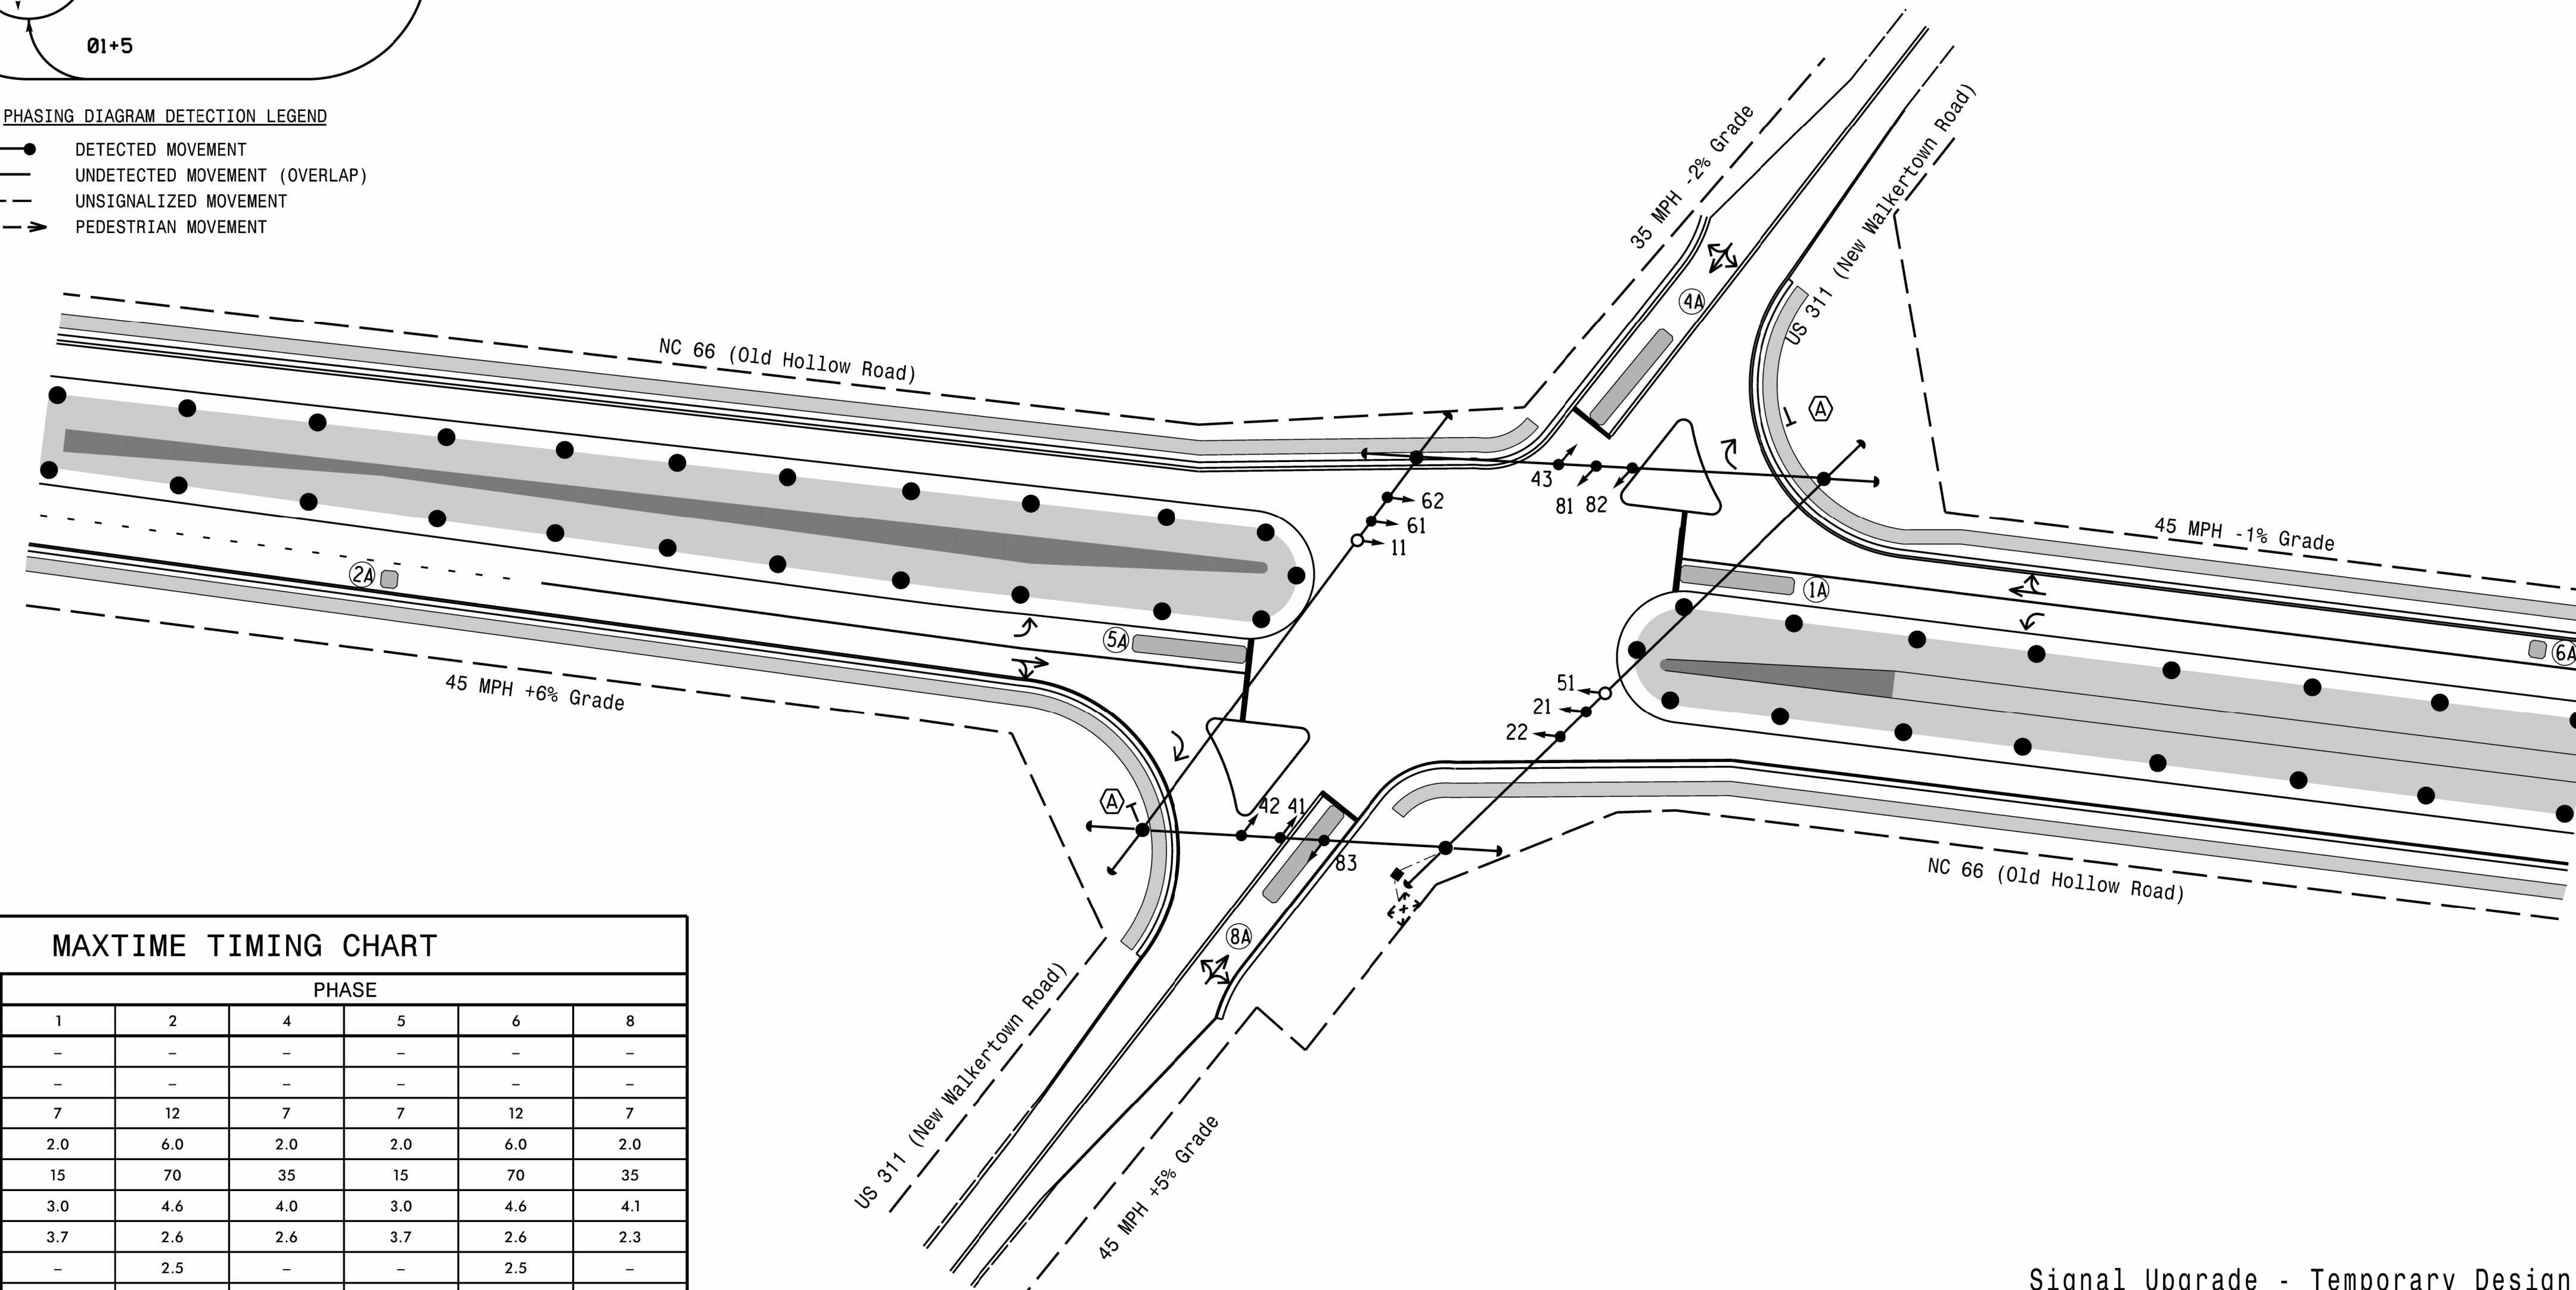 Ø1+5
PHASING DIAGRAM DETECTION LEGEND
DETECTED MOVEMENT
UNDETECTED MOVEMENT (OVERLAP)
UNSIGNALIZED MOVEMENT
PEDESTRIAN MOVEMENT
35 MPH -2% Grade
US 311 (New Walkertown Road)
4A
NC 66 (Old Hollow Road)
A
43
81 82
62
61
11
45 MPH -1% Grade
2A
1A
5A
6A
45 MPH +6% Grade
51
21
22
A
42 41
83
NC 66 (Old Hollow Road)
8A
US 311 (New Walkertown Road)
45 MPH +5% Grade
MAXTIME TIMING CHART
PHASE
1 2 4 5 6 8
– – – – – –
– – – – – –
7 12 7 7 12 7
2.0 6.0 2.0 2.0 6.0 2.0
15 70 35 15 70 35
3.0 4.6 4.0 3.0 4.6 4.1
3.7 2.6 2.6 3.7 2.6 2.3
– 2.5 – – 2.5 –
Signal Upgrade - Temporary Design